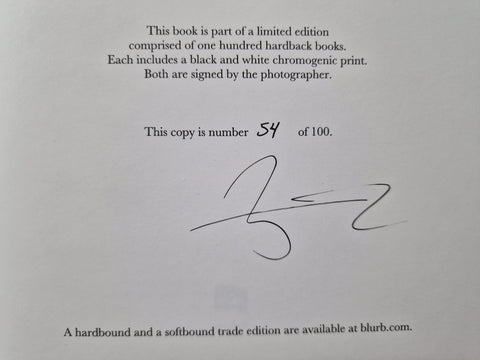 This book is part of a limited edition
comprised of one hundred hardback books.
Each includes a black and white chromogenic print.
Both are signed by the photographer.
This copy is number 54 of 100.
A hardbound and a softbound trade edition are available at blurb.com.